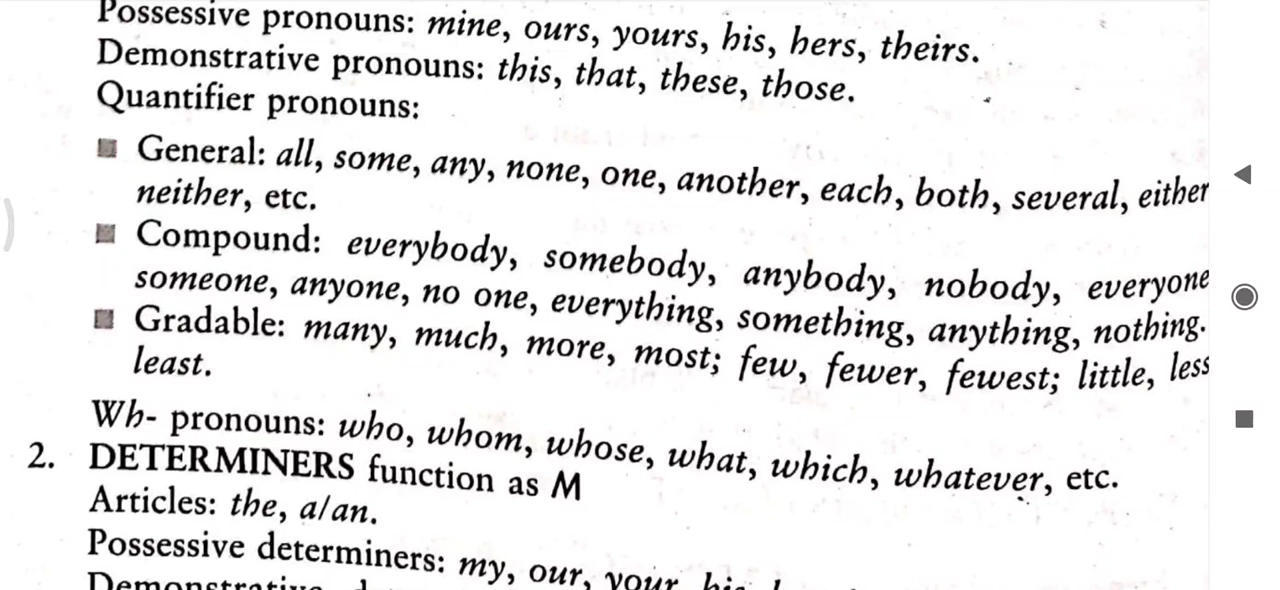 Possessive pronouns: mine, ours, yours, his, hers, theirs.
Demonstrative pronouns: this, that, these, those.
Quantifier pronouns:
General: all, some, any, none, one, another, each, both, several, either
neither, etc.
Compound: everybody, somebody, anybody, nobody, everyone
someone, anyone, no one, everything, something, anything, nothing.
Gradable: many, much, more, most; few, fewer, fewest; little, less
least.
Wh- pronouns: who, whom, whose, what, which, whatever, etc.
2. DETERMINERS function as M
Articles: the, a/an.
Possessive determiners: my, our, your, his
Demonstrative